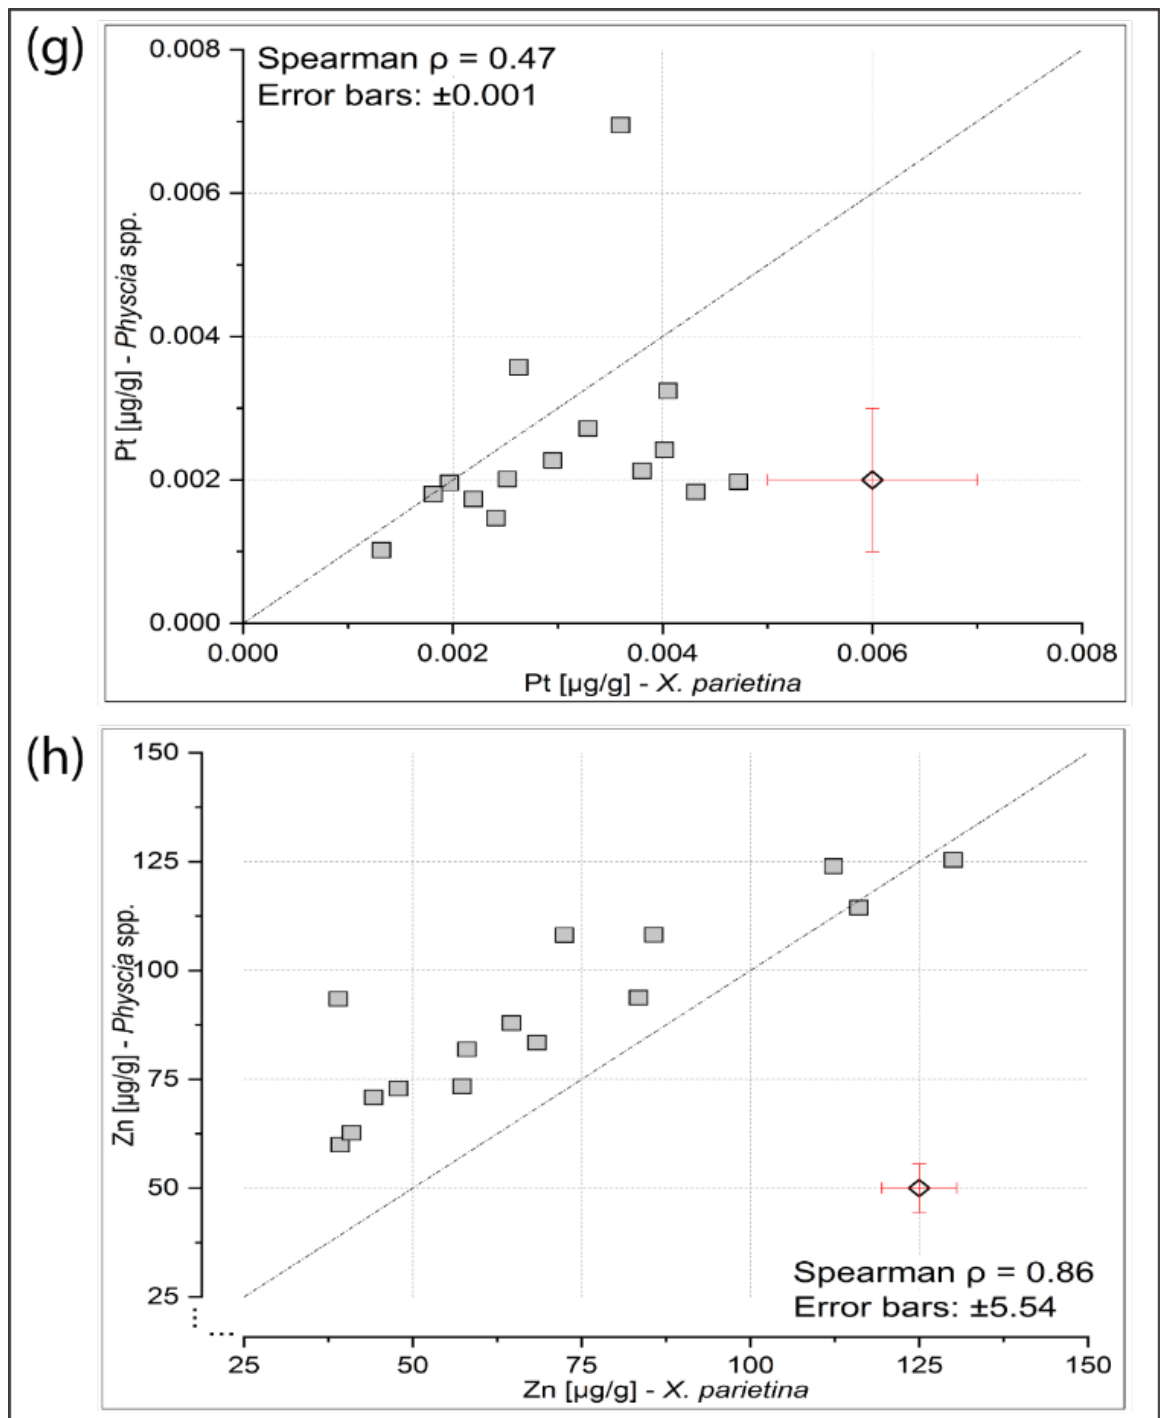 (g)
Spearman ρ = 0.47
Error bars: ±0.001
0.008
0.006
0.004
0.002
0.000
Pt [µg/g] - Physcia spp.
0.000 0.002 0.004 0.006 0.008
Pt [µg/g] - X. parietina
(h)
150
125
100
75
50
25
Zn [µg/g] - Physcia spp.
Spearman ρ = 0.86
Error bars: ±5.54
25 50 75 100 125 150
Zn [µg/g] - X. parietina